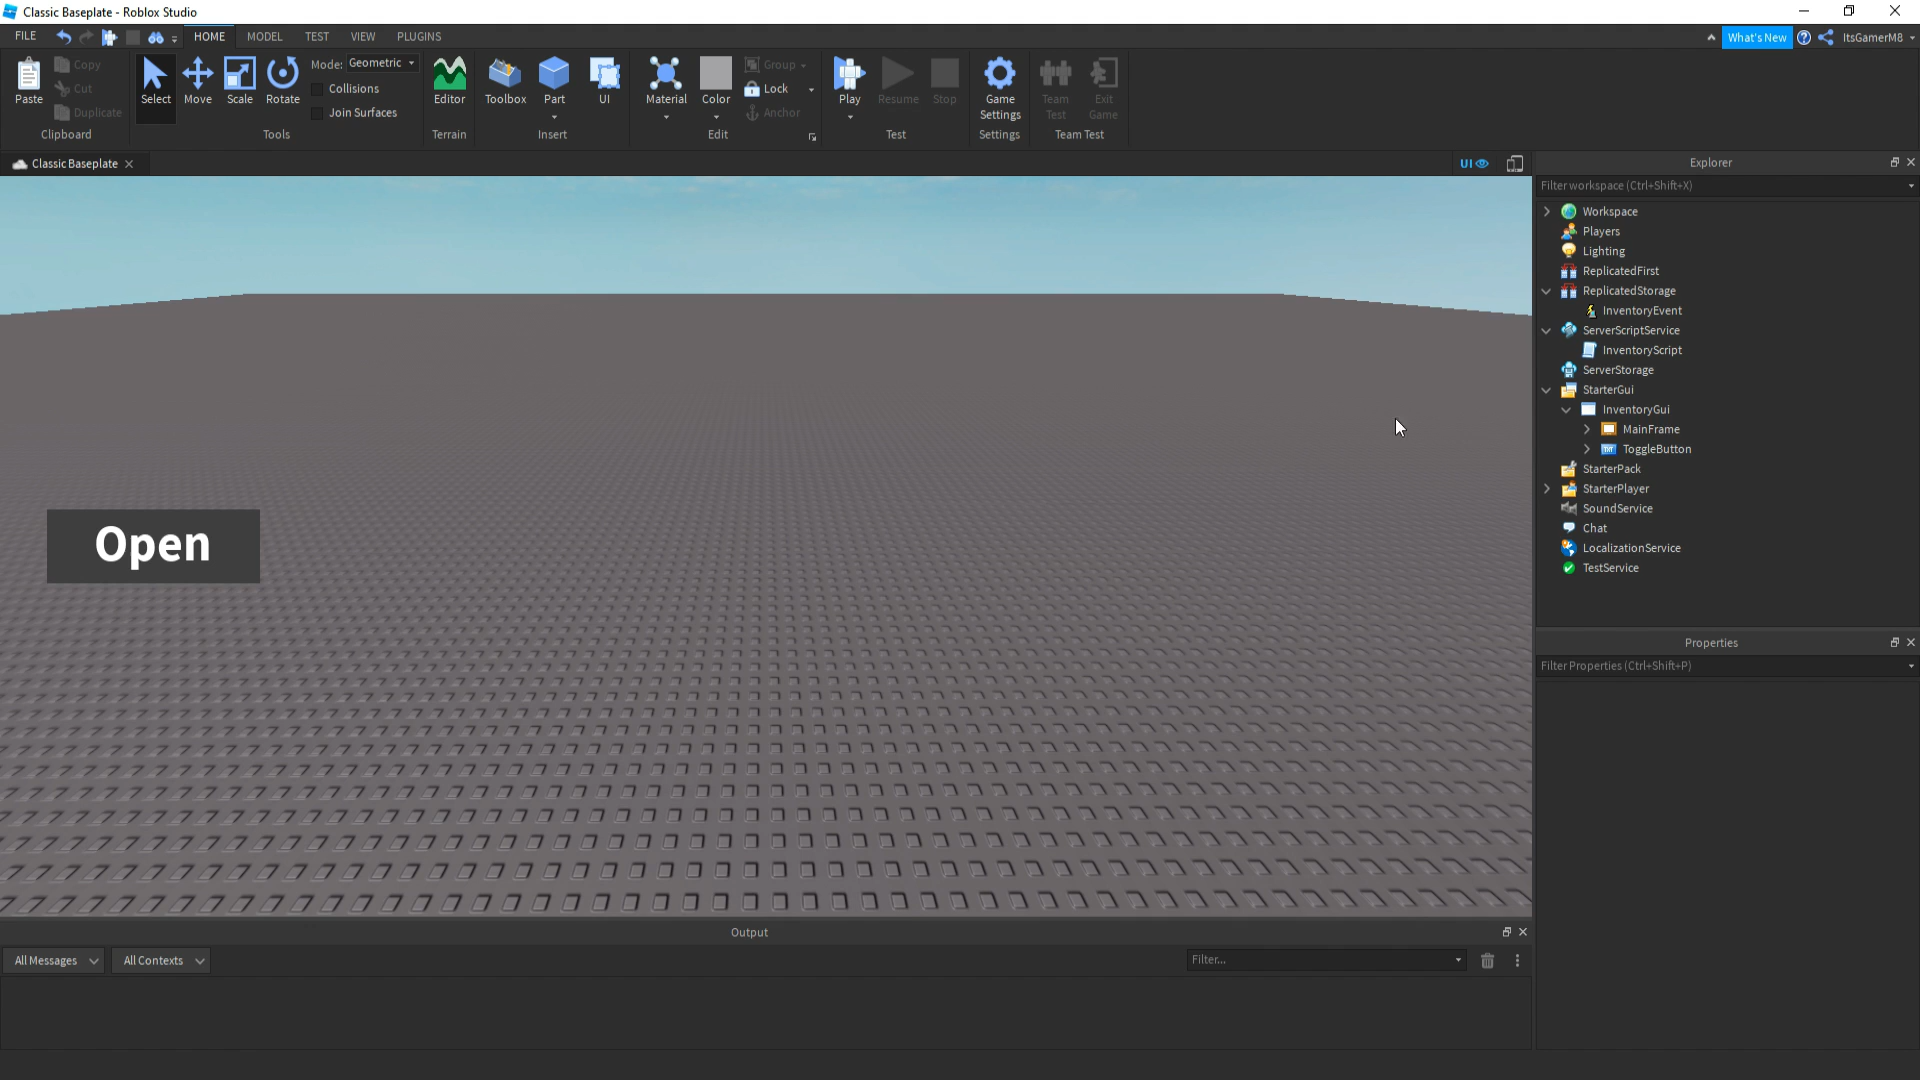 Classic Baseplate - Roblox Studio
FILE HOME MODEL TEST VIEW PLUGINS What's New ItsGamerM8
Paste Copy Cut Duplicate
Clipboard
Select Move Scale Rotate
Mode: Geometric
Collisions
Join Surfaces
Tools
Editor
Terrain
Toolbox Part UI
Insert
Material Color Group Lock Anchor
Edit
Play Resume Stop
Test
Game Settings
Settings
Team Test Exit Game
Team Test
Classic Baseplate
UI
Explorer
Filter workspace (Ctrl+Shift+X)
Workspace
Players
Lighting
ReplicatedFirst
ReplicatedStorage
InventoryEvent
ServerScriptService
InventoryScript
ServerStorage
StarterGui
InventoryGui
MainFrame
TXT ToggleButton
StarterPack
StarterPlayer
SoundService
Chat
LocalizationService
TestService
Open
Properties
Filter Properties (Ctrl+Shift+P)
Output
All Messages All Contexts Filter...